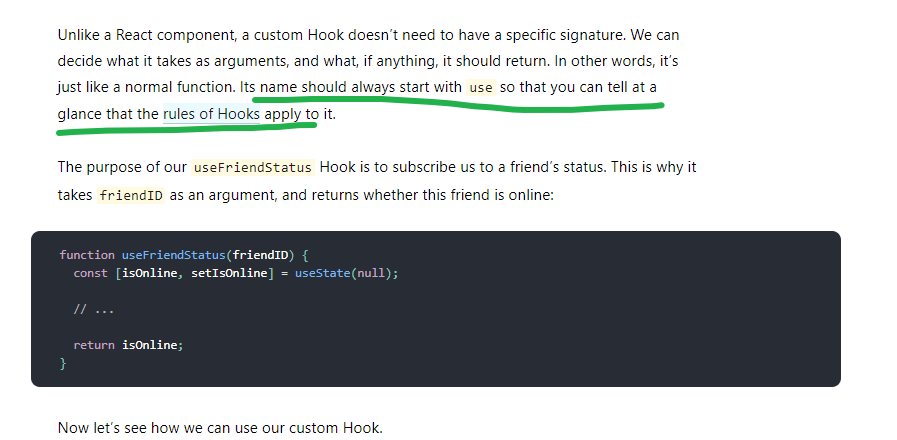 Unlike a React component, a custom Hook doesn't need to have a specific signature. We can
decide what it takes as arguments, and what, if anything, it should return. In other words, it's
just like a normal function. Its name should always start with use so that you can tell at a
glance that the rules of Hooks apply to it.
The purpose of our useFriendStatus Hook is to subscribe us to a friend's status. This is why it
takes friendID as an argument, and returns whether this friend is online:
function useFriendStatus(friendID) {
  const [isOnline, setIsOnline] = useState(null);
  // ...
  return isOnline;
}
Now let's see how we can use our custom Hook.